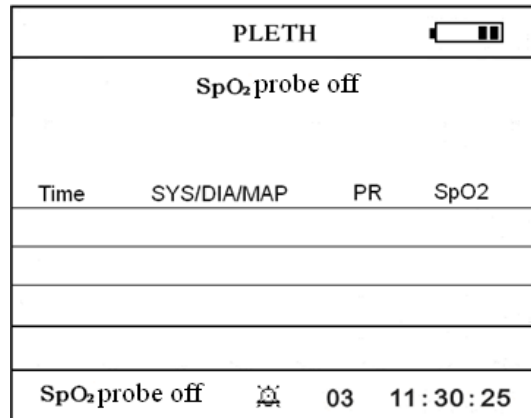 PLETH
SpO₂ probe off
Time SYS/DIA/MAP PR SpO2
SpO₂ probe off 03 11:30:25